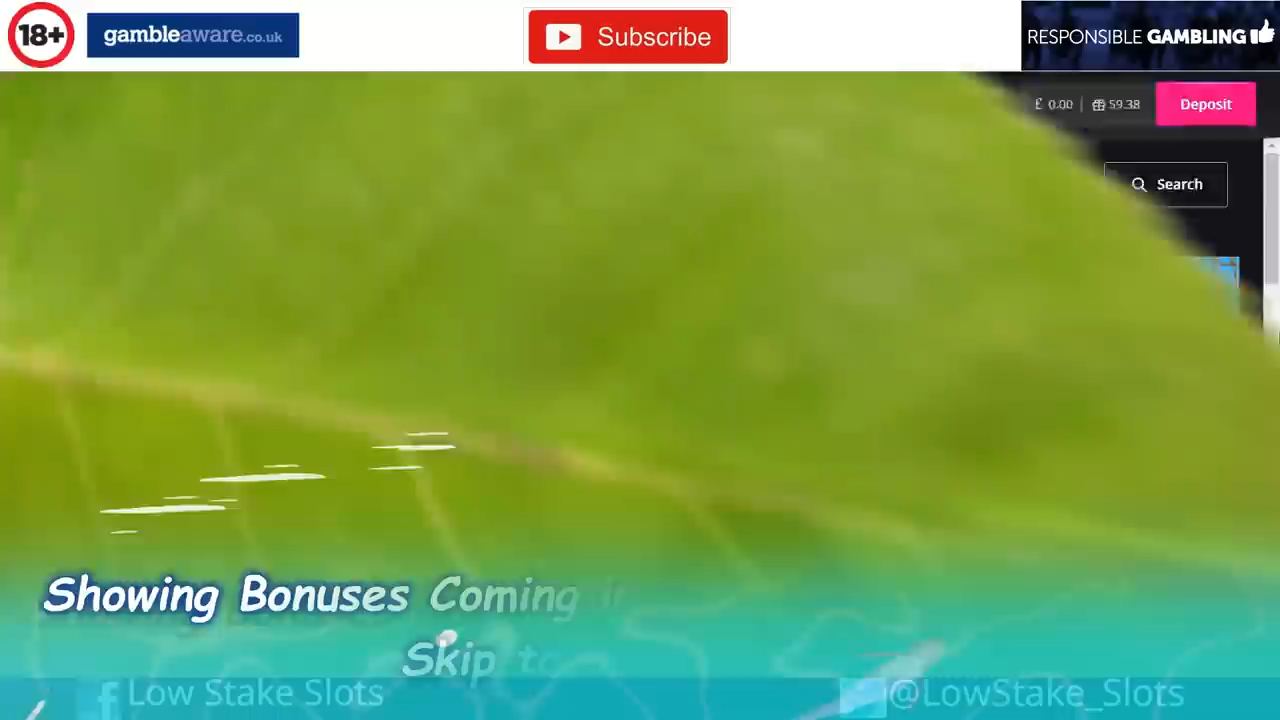 18+ gambleaware.co.uk Subscribe RESPONSIBLE GAMBLING
£ 0.00 | 59.38 Deposit
Search
Showing Bonuses Coming
Skip to
Low Stake Slots @LowStake_Slots